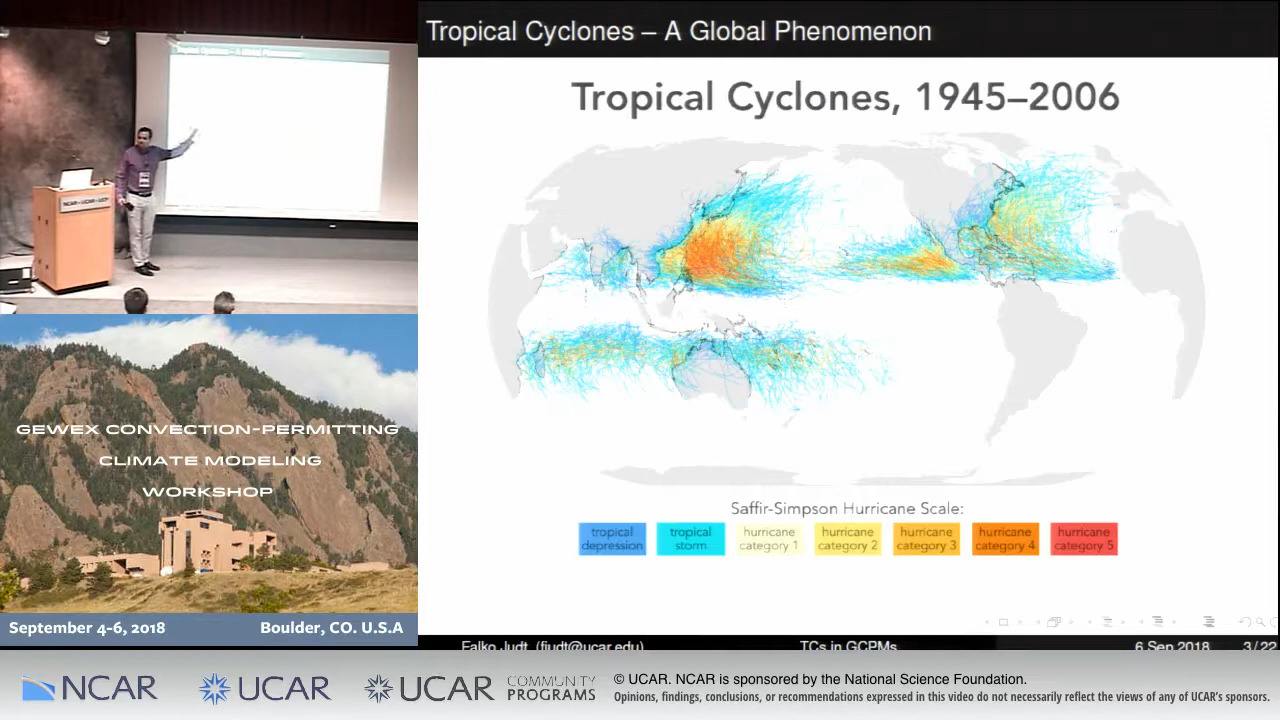 Tropical Cyclones – A Global Phenomenon
Tropical Cyclones, 1945–2006
Saffir-Simpson Hurricane Scale:
tropical depression
tropical storm
hurricane category 1
hurricane category 2
hurricane category 3
hurricane category 4
hurricane category 5
Falko Judt (fjudt@ucar.edu)
TCs in GCPMs
6 Sep 2018
3/22
NCAR • UCAR • UCP
GEWEX CONVECTION-PERMITTING
CLIMATE MODELING
WORKSHOP
September 4-6, 2018
Boulder, CO. U.S.A
NCAR
UCAR
UCAR
COMMUNITY
PROGRAMS
© UCAR. NCAR is sponsored by the National Science Foundation.
Opinions, findings, conclusions, or recommendations expressed in this video do not necessarily reflect the views of any of UCAR's sponsors.